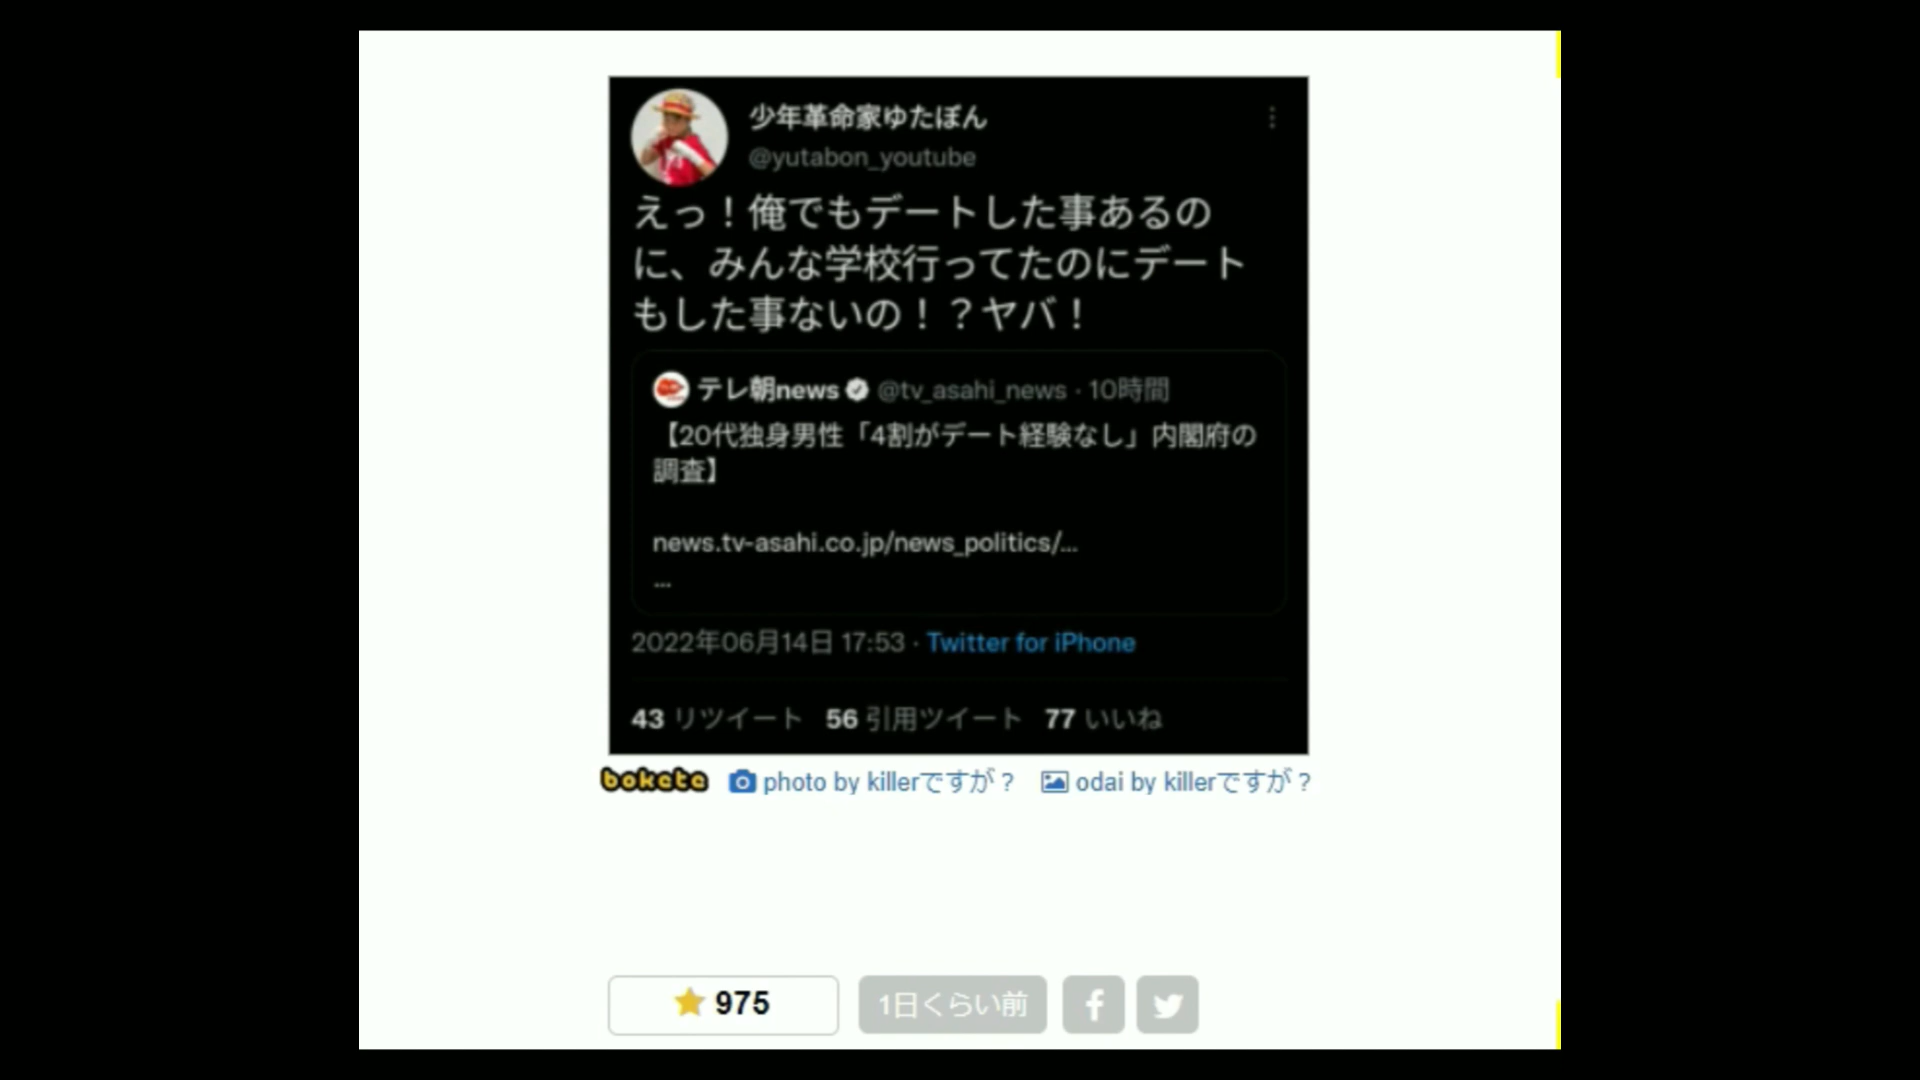 少年革命家ゆたぼん
@yutabon_youtube
えっ！俺でもデートした事あるの
に、みんな学校行ってたのにデート
もした事ないの！？ヤバ！
テレ朝news @tv_asahi_news · 10時間
【20代独身男性「4割がデート経験なし」内閣府の
調査】
news.tv-asahi.co.jp/news_politics/...
...
2022年06月14日 17:53 · Twitter for iPhone
43 リツイート 56 引用ツイート 77 いいね
bokete photo by killerですが？ odai by killerですが？
975 1日くらい前